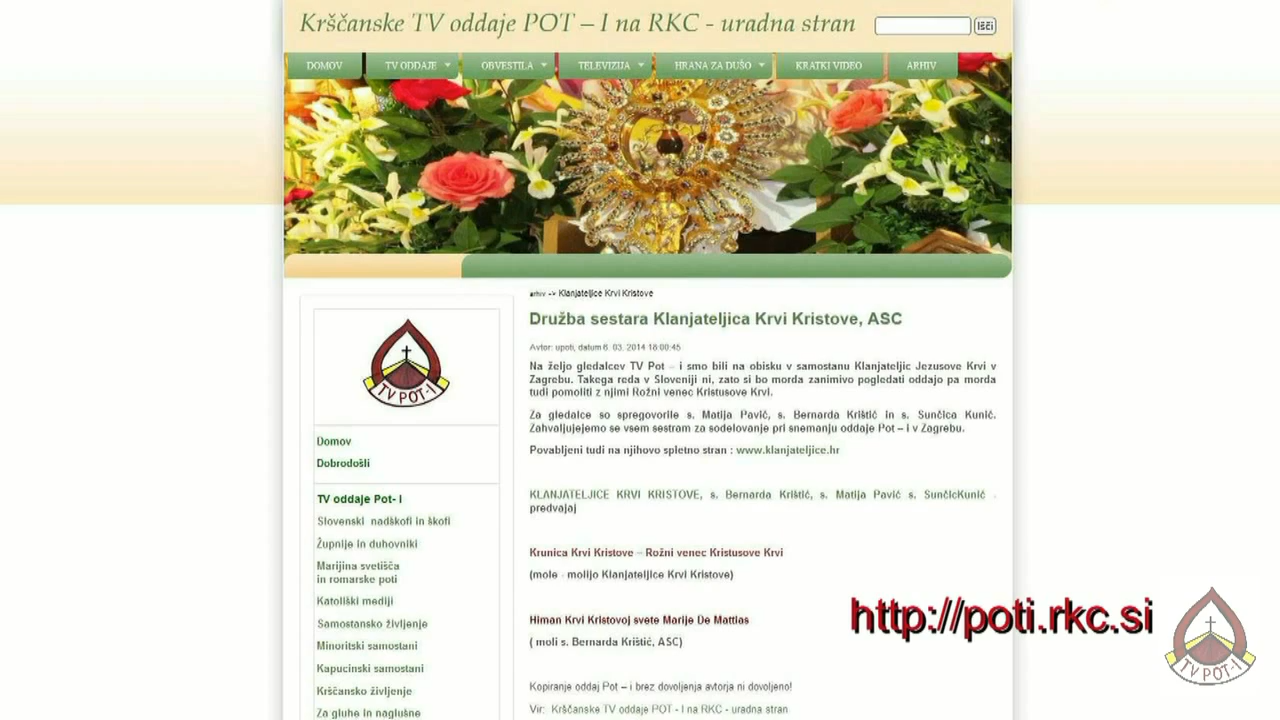 Krščanske TV oddaje POT – I na RKC - uradna stran
Išči
DOMOV
TV ODDAJE
OBVESTILA
TELEVIZIJA
HRANA ZA DUŠO
KRATKI VIDEO
ARHIV
arhiv -> Klanjateljice Krvi Kristove
Družba sestara Klanjateljica Krvi Kristove, ASC
Avtor: upoti, datum 6. 03. 2014 18:00:45
Na željo gledalcev TV Pot – i smo bili na obisku v samostanu Klanjateljic Jezusove Krvi v
Zagrebu. Takega reda v Sloveniji ni, zato si bo morda zanimivo pogledati oddajo pa morda
tudi pomoliti z njimi Rožni venec Kristusove Krvi.
Za gledalce so spregovorile s. Matija Pavić, s. Bernarda Krištić in s. Sunčica Kunić.
Zahvaljujejemo se vsem sestram za sodelovanje pri snemanju oddaje Pot – i v Zagrebu.
Povabljeni tudi na njihovo spletno stran : www.klanjateljice.hr
KLANJATELJICE KRVI KRISTOVE, s. Bernarda Krištić, s. Matija Pavić s. SunčicKunić .
predvajaj
Krunica Krvi Kristove – Rožni venec Kristusove Krvi
(mole - molijo Klanjateljice Krvi Kristove)
Himan Krvi Kristovoj svete Marije De Mattias
( moli s. Bernarda Krištić, ASC)
Kopiranje oddaj Pot – i brez dovoljenja avtorja ni dovoljeno!
Vir: Krščanske TV oddaje POT - I na RKC - uradna stran
TV POT-I
Domov
Dobrodošli
TV oddaje Pot- I
Slovenski nadškofi in škofi
Župnije in duhovniki
Marijina svetišča
in romarske poti
Katoliški mediji
Samostansko življenje
Minoritski samostani
Kapucinski samostani
Krščansko življenje
Za gluhe in naglušne
http://poti.rkc.si
TV POT-I